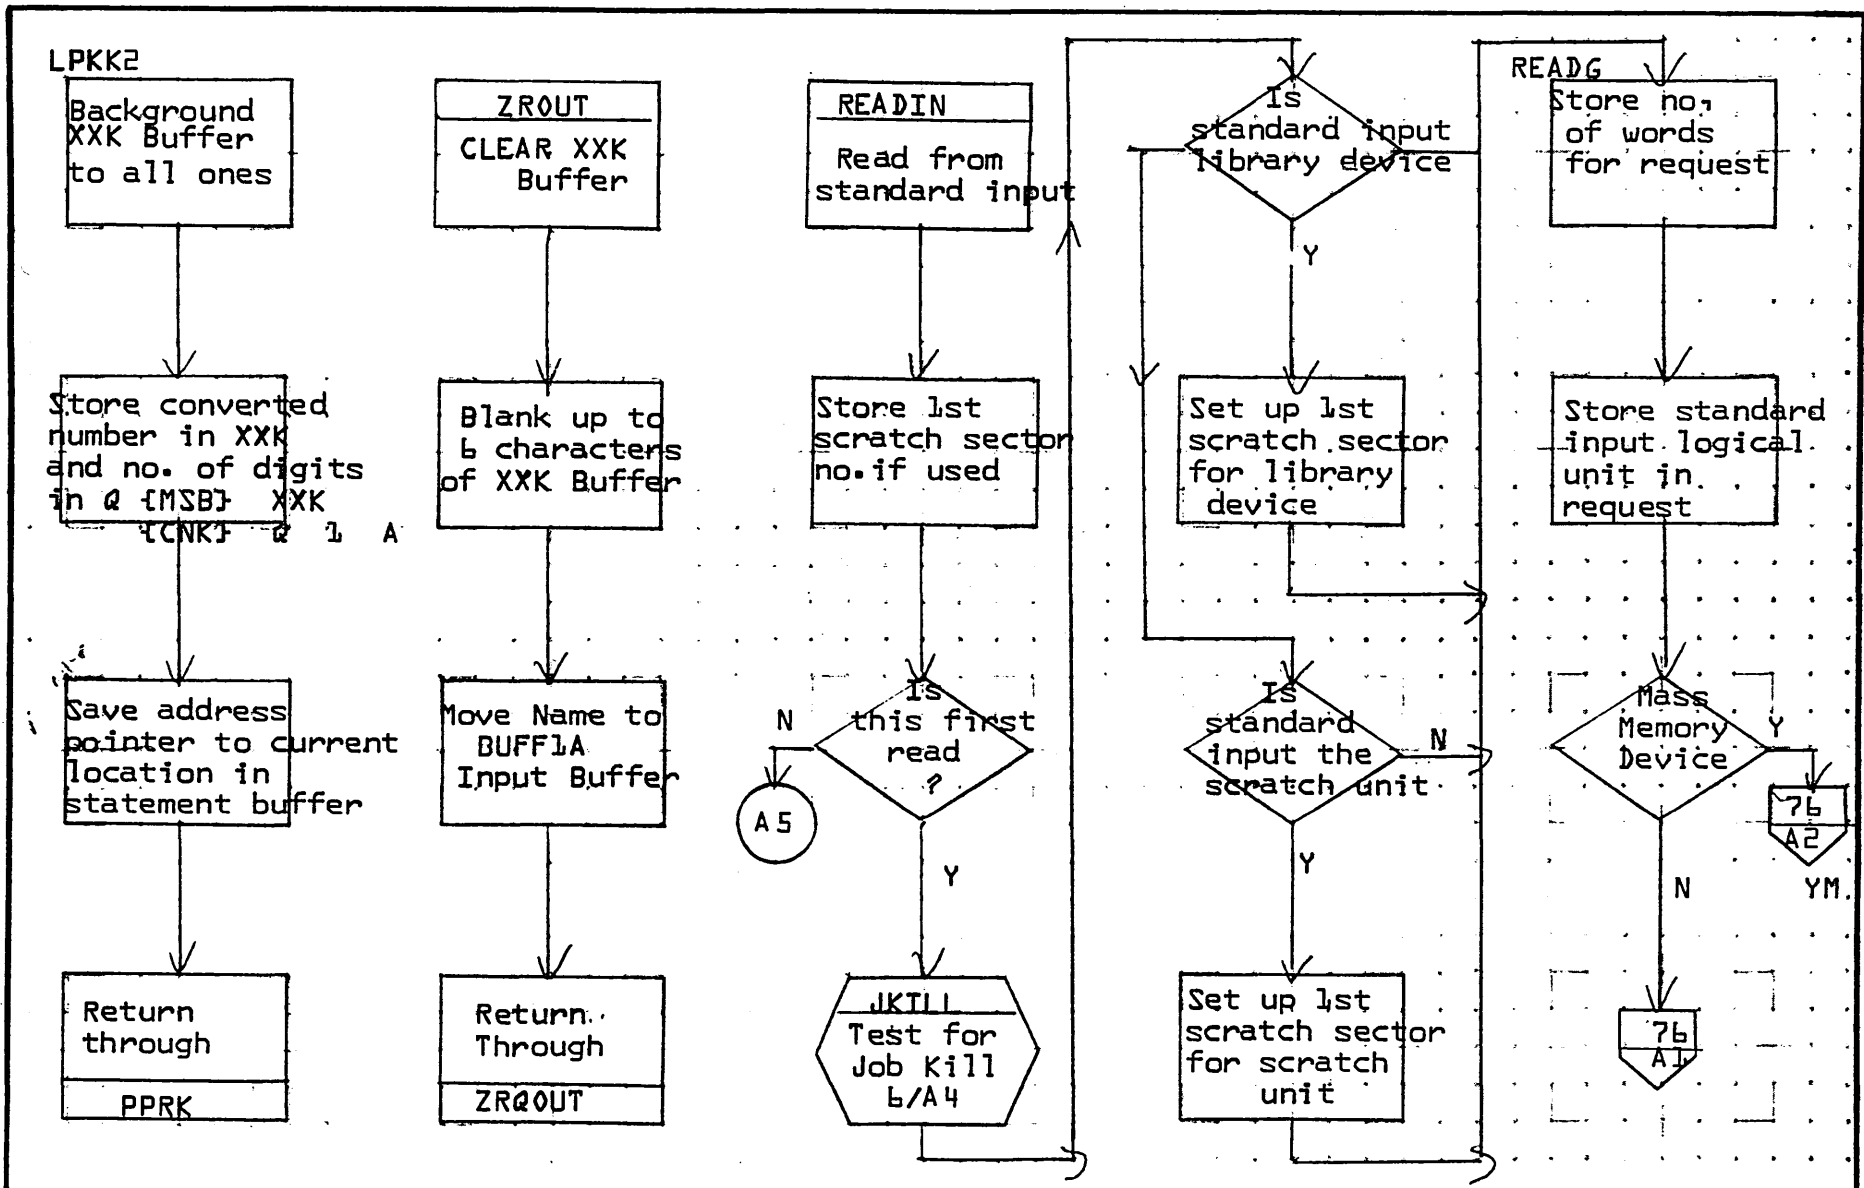 LPKK2
Background
XXK Buffer
to all ones
Store converted
number in XXK
and no. of digits
in Q {MSB} XXK
{CNK} Q 1 A
Save address
pointer to current
location in
statement buffer
Return
through
PPRK
ZROUT
CLEAR XXK
Buffer
Blank up to
6 characters
of XXK Buffer
Move Name to
BUFF1A
Input Buffer
Return
Through
ZRQOUT
READIN
Read from
standard input
Store 1st
scratch sector
no.if used
Is
this first
read
?
N
A5
Y
JKILL
Test for
Job Kill
6/A4
Is
standard input
library device
Y
Set up 1st
scratch sector
for library
device
Is
standard
input the
scratch unit
N
Y
Set up 1st
scratch sector
for scratch
unit
READG
Store no,
of words
for request
Store standard
input logical
unit in
request
Mass
Memory
Device
Y
76
A2
YM.
N
76
A1